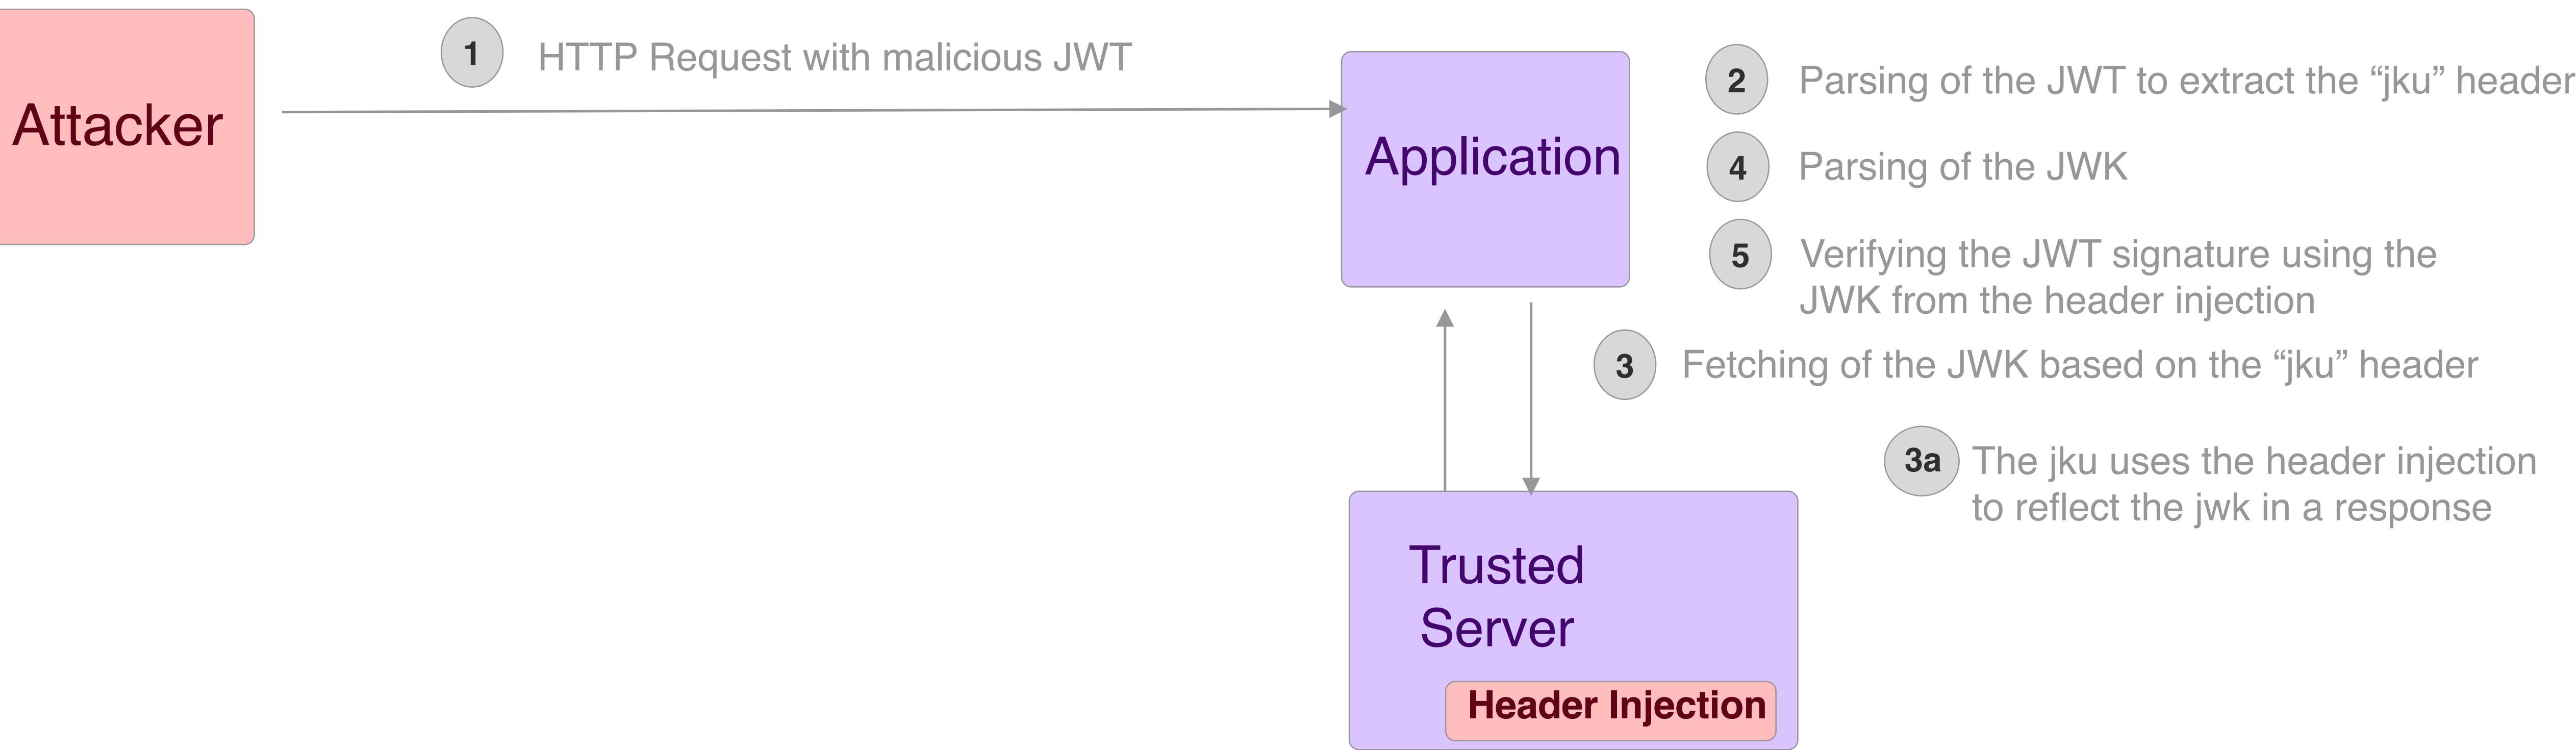 Attacker
1
HTTP Request with malicious JWT
Application
2
Parsing of the JWT to extract the “jku” header
4
Parsing of the JWK
5
Verifying the JWT signature using the
JWK from the header injection
3
Fetching of the JWK based on the “jku” header
3a
The jku uses the header injection
to reflect the jwk in a response
Trusted
Server
Header Injection